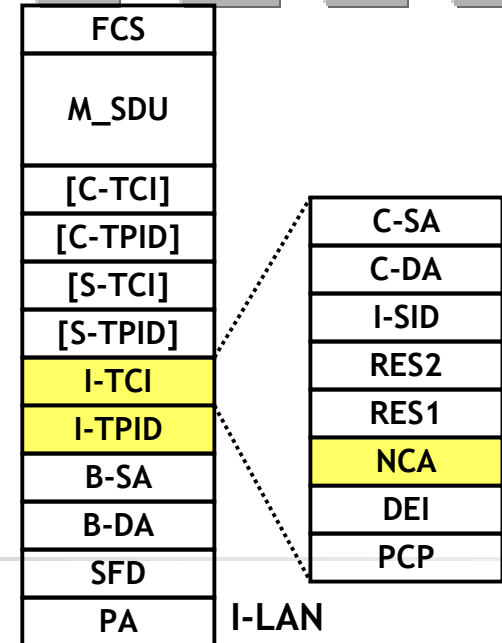 FCS
M_SDU
[C-TCI]
[C-TPID]
[S-TCI]
[S-TPID]
I-TCI
I-TPID
B-SA
B-DA
SFD
PA
I-LAN
C-SA
C-DA
I-SID
RES2
RES1
NCA
DEI
PCP